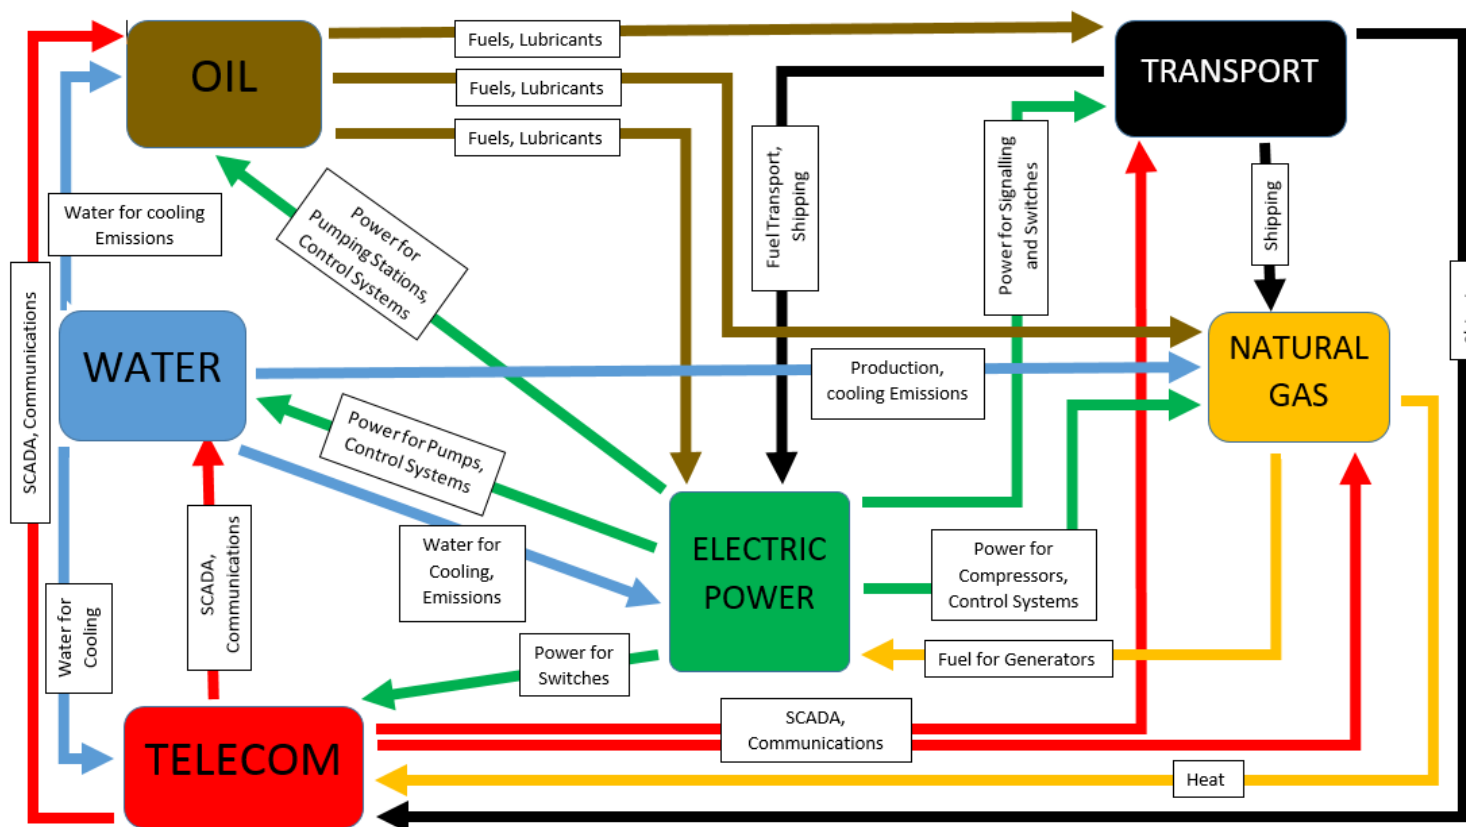 OIL
Fuels, Lubricants
Fuels, Lubricants
Fuels, Lubricants
TRANSPORT
Water for cooling
Emissions
Power for
Pumping Stations,
Control Systems
Fuel Transport,
Shipping
Power for Signalling
and Switches
Shipping
SCADA, Communications
WATER
Production,
cooling Emissions
NATURAL
GAS
Power for Pumps,
Control Systems
Water for
Cooling,
Emissions
ELECTRIC
POWER
Power for
Compressors,
Control Systems
SCADA,
Communications
Water for
Cooling
Power for
Switches
Fuel for Generators
SCADA,
Communications
TELECOM
Heat